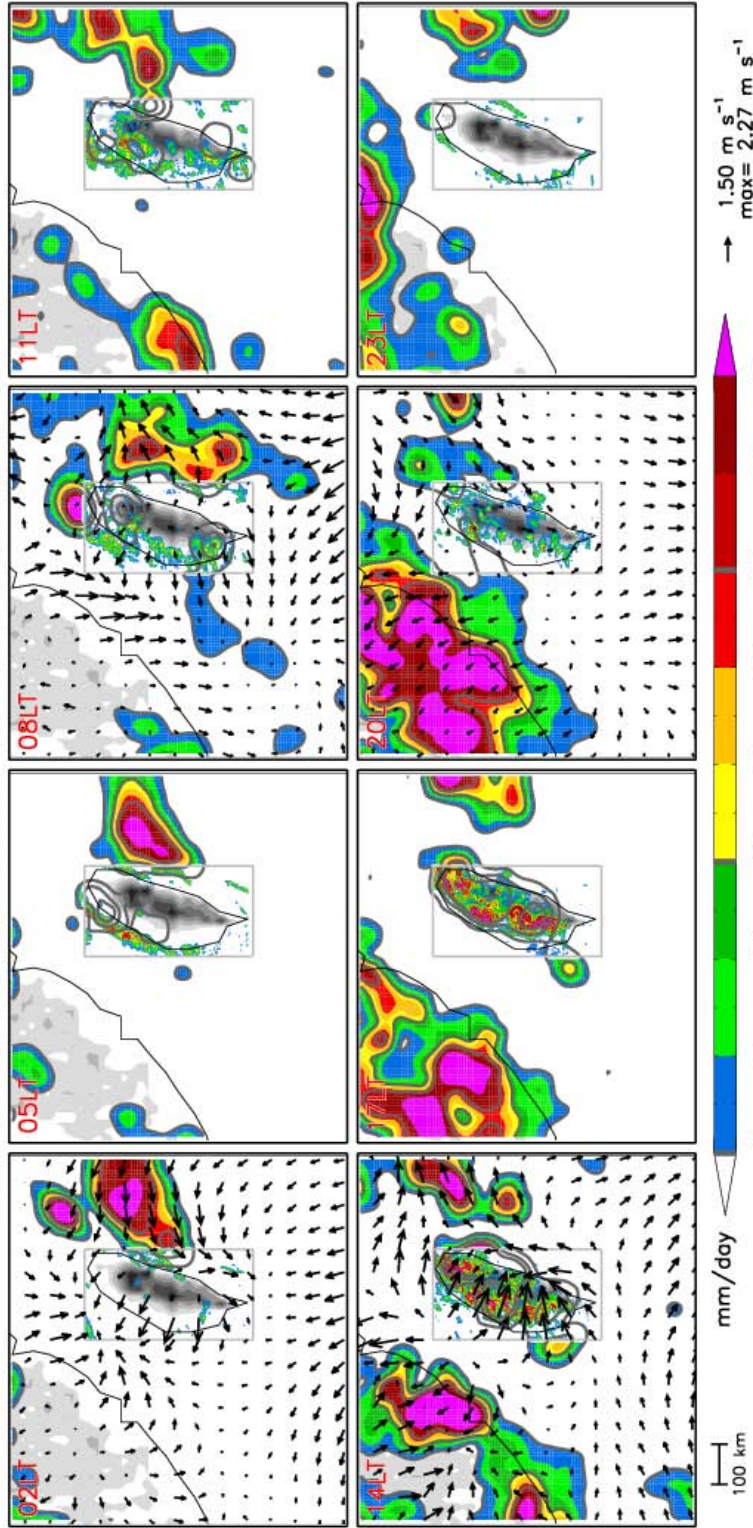 02LT
05LT
08LT
11LT
14LT
17LT
20LT
23LT
100 km
mm/day
1.50 m s⁻¹
max= 2.27 m s⁻¹